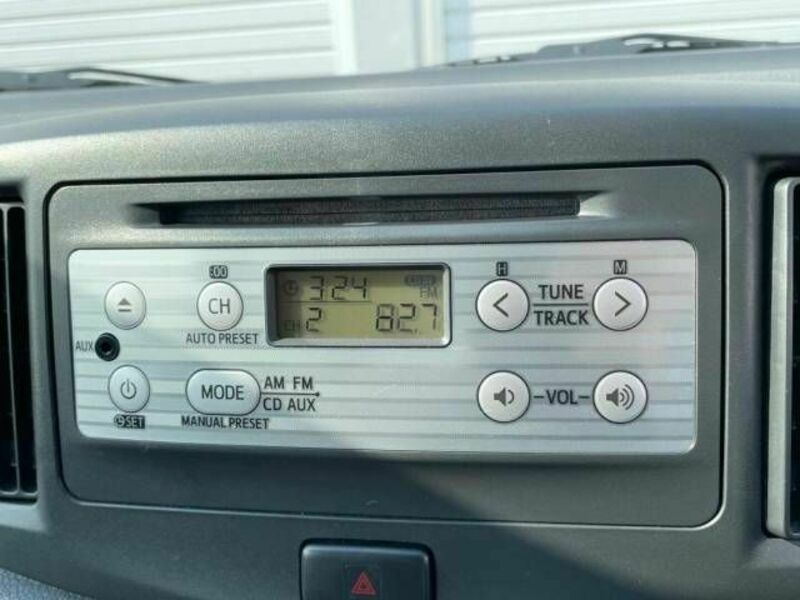 :00
H
M
CH
3:24
FM
TUNE
TRACK
CH 2 82.7
AUTO PRESET
AUX
MODE
AM FM
CD AUX
VOL
SET
MANUAL PRESET